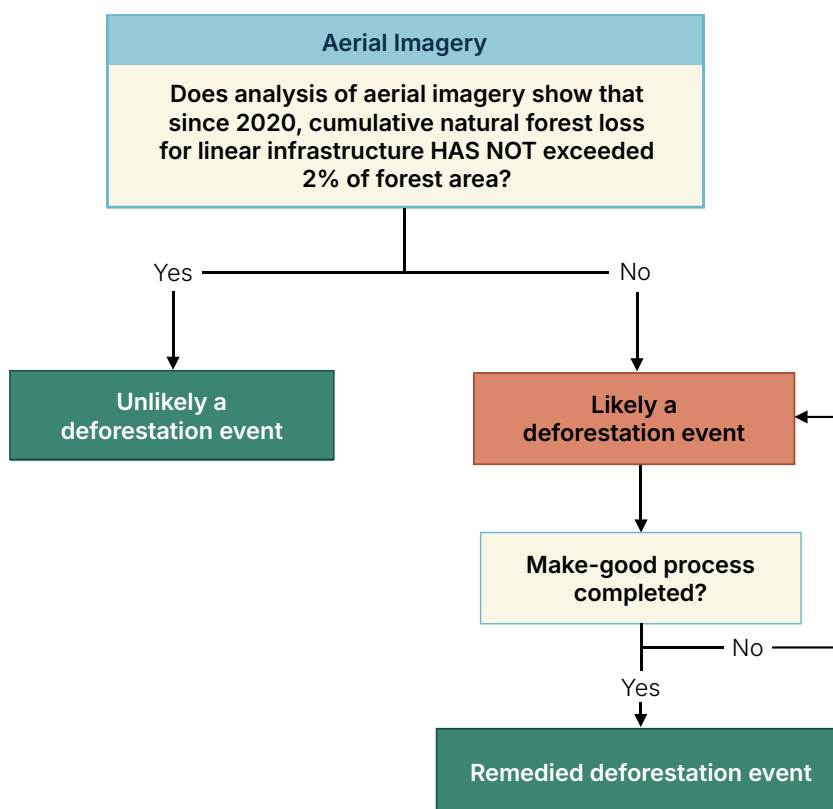 Aerial Imagery
Does analysis of aerial imagery show that
since 2020, cumulative natural forest loss
for linear infrastructure HAS NOT exceeded
2% of forest area?
Yes
No
Unlikely a
deforestation event
Likely a
deforestation event
Make-good process
completed?
No
Yes
Remedied deforestation event